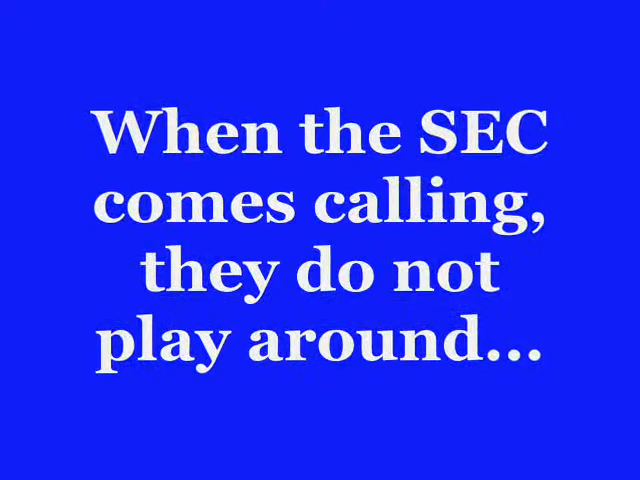 When the SEC
comes calling,
they do not
play around...